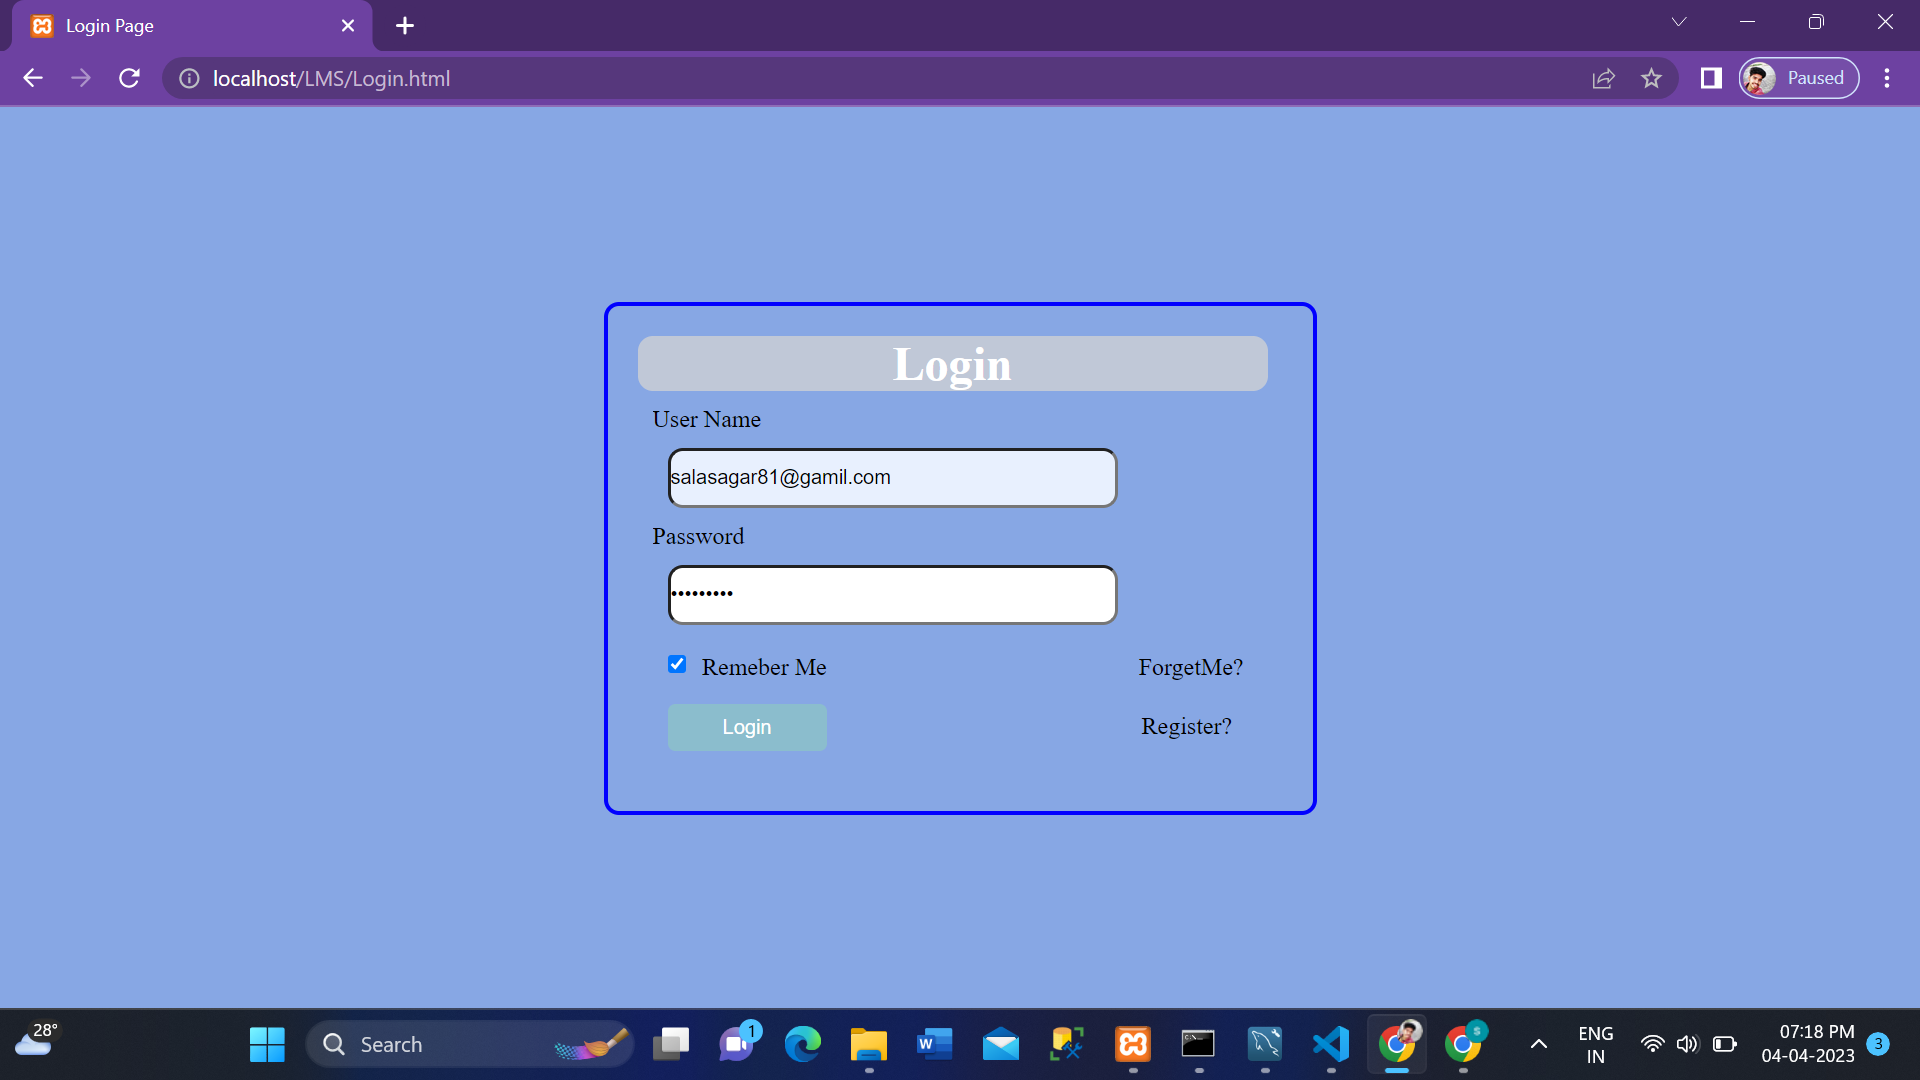 Login Page
localhost/LMS/Login.html
Paused
Login
User Name
salasagar81@gamil.com
Password
•••••••••
Remeber Me
ForgetMe?
Login
Register?
28°
Search
1
W
S
ENG
IN
07:18 PM
04-04-2023
3